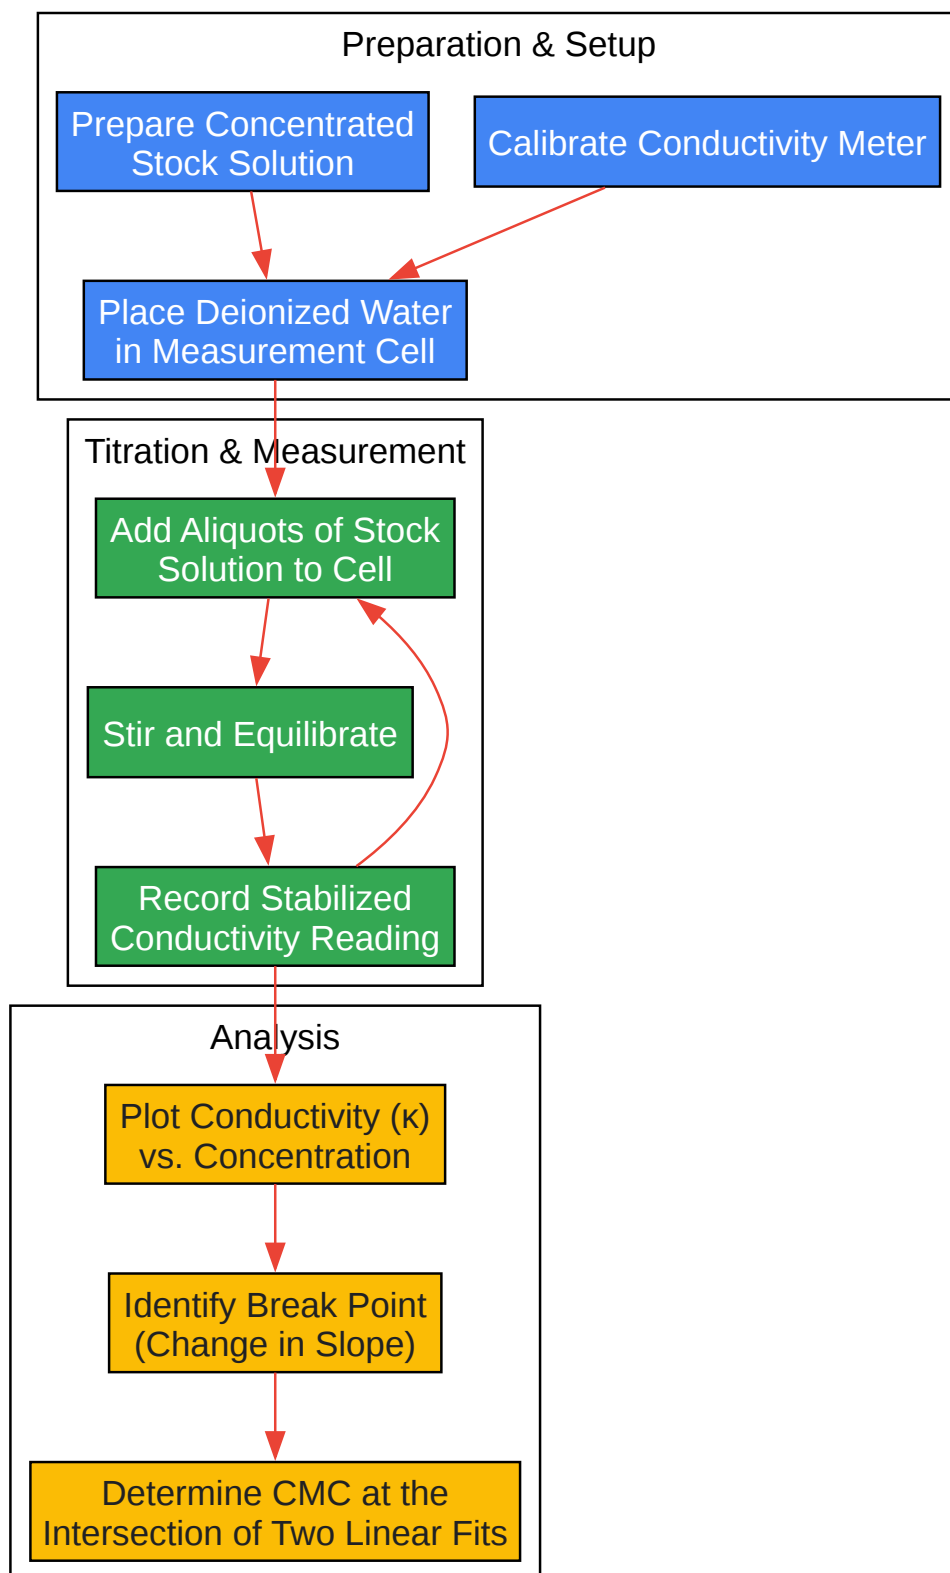 Preparation & Setup
Prepare Concentrated
Stock Solution
Calibrate Conductivity Meter
Place Deionized Water
in Measurement Cell
Titration & Measurement
Add Aliquots of Stock
Solution to Cell
Stir and Equilibrate
Record Stabilized
Conductivity Reading
Analysis
Plot Conductivity (κ)
vs. Concentration
Identify Break Point
(Change in Slope)
Determine CMC at the
Intersection of Two Linear Fits